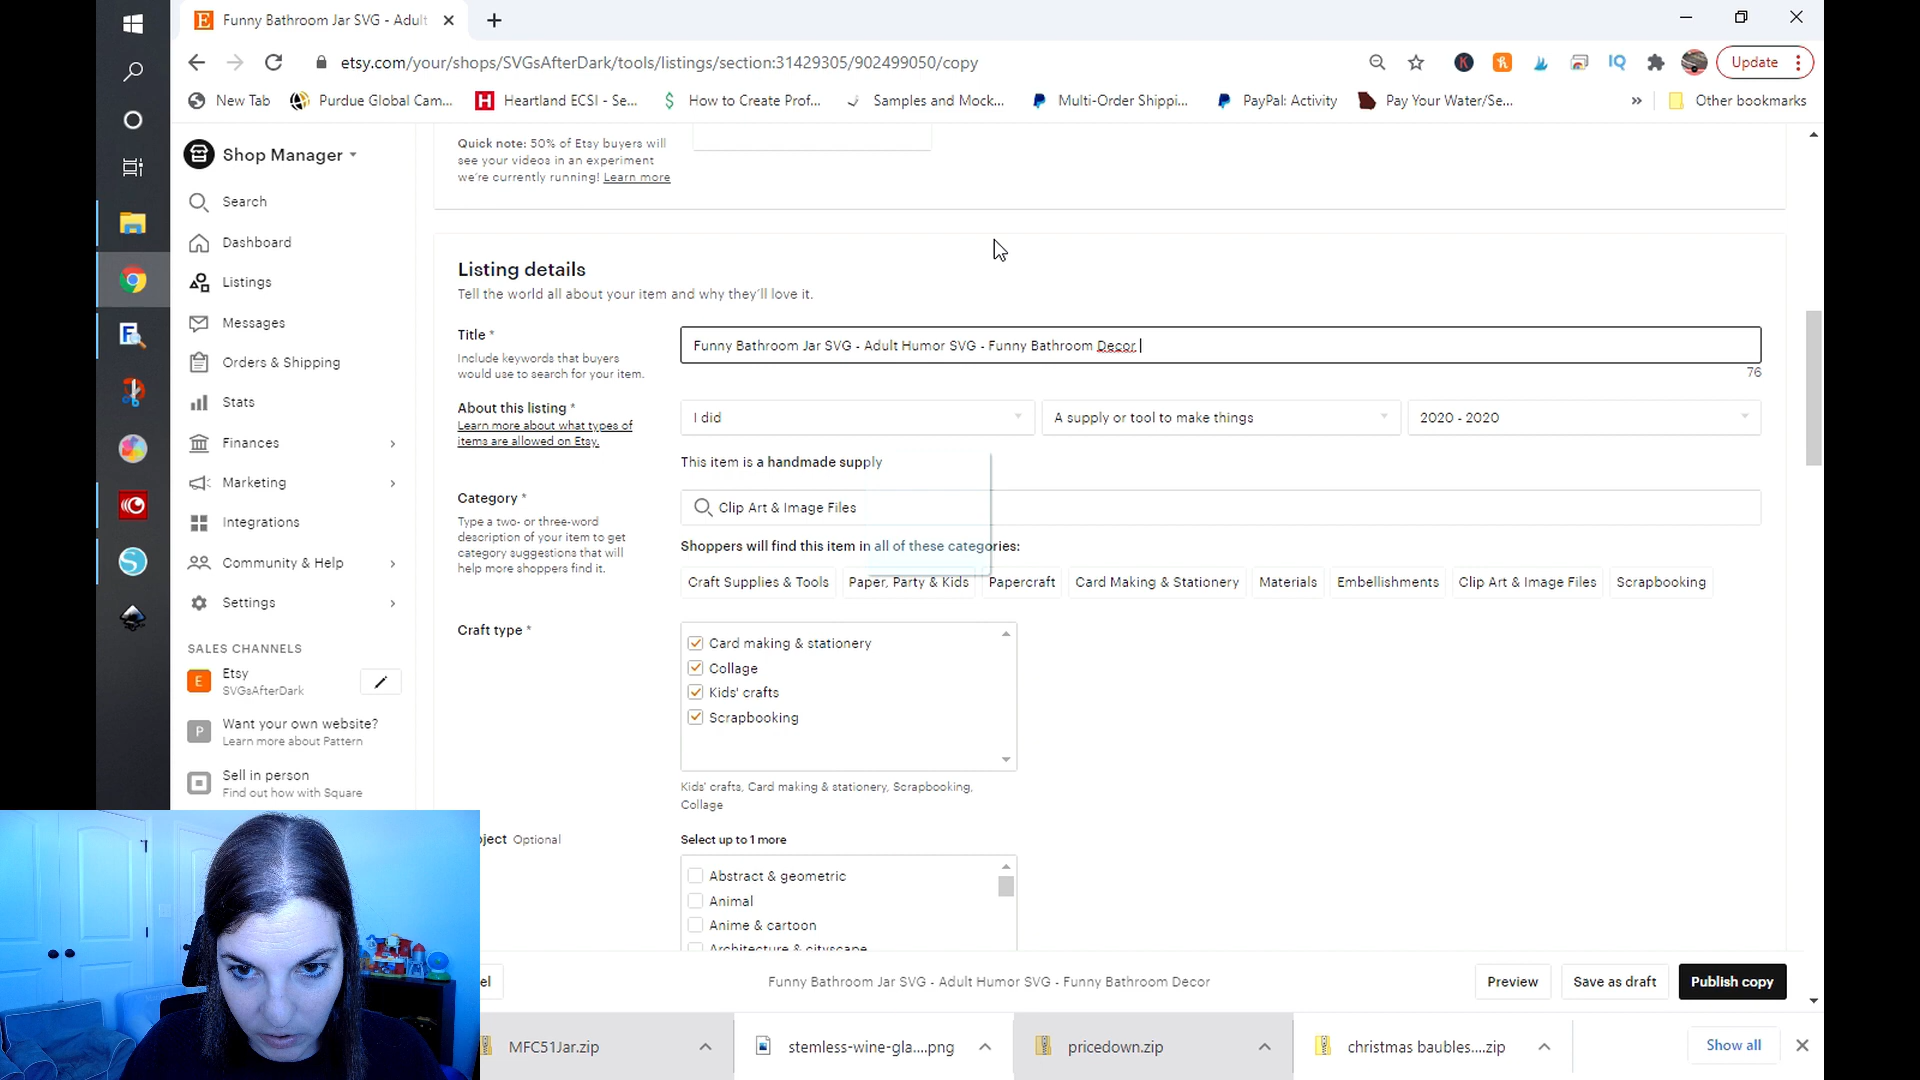 Funny Bathroom Jar SVG - Adult
etsy.com/your/shops/SVGsAfterDark/tools/listings/section:31429305/902499050/copy
Update
New Tab
Purdue Global Cam...
Heartland ECSI - Se...
How to Create Prof...
Samples and Mock...
Multi-Order Shippi...
PayPal: Activity
Pay Your Water/Se...
Other bookmarks
Shop Manager
Search
Dashboard
Listings
Messages
Orders & Shipping
Stats
Finances
Marketing
Integrations
Community & Help
Settings
SALES CHANNELS
Etsy
SVGsAfterDark
Want your own website?
Learn more about Pattern
Sell in person
Find out how with Square
Quick note: 50% of Etsy buyers will
see your videos in an experiment
we're currently running! Learn more
Listing details
Tell the world all about your item and why they'll love it.
Title *
Include keywords that buyers
would use to search for your item.
Funny Bathroom Jar SVG - Adult Humor SVG - Funny Bathroom Decor
76
About this listing *
Learn more about what types of
items are allowed on Etsy.
I did
A supply or tool to make things
2020 - 2020
This item is a handmade supply
Category *
Type a two- or three-word
description of your item to get
category suggestions that will
help more shoppers find it.
Clip Art & Image Files
Shoppers will find this item in all of these categories:
Craft Supplies & Tools
Paper, Party & Kids
Papercraft
Card Making & Stationery
Materials
Embellishments
Clip Art & Image Files
Scrapbooking
Craft type *
Card making & stationery
Collage
Kids' crafts
Scrapbooking
Kids' crafts, Card making & stationery, Scrapbooking,
Collage
ject Optional
Select up to 1 more
Abstract & geometric
Animal
Anime & cartoon
Architecture & cityscape
el
Funny Bathroom Jar SVG - Adult Humor SVG - Funny Bathroom Decor
Preview
Save as draft
Publish copy
MFC51Jar.zip
stemless-wine-gla....png
pricedown.zip
christmas baubles....zip
Show all